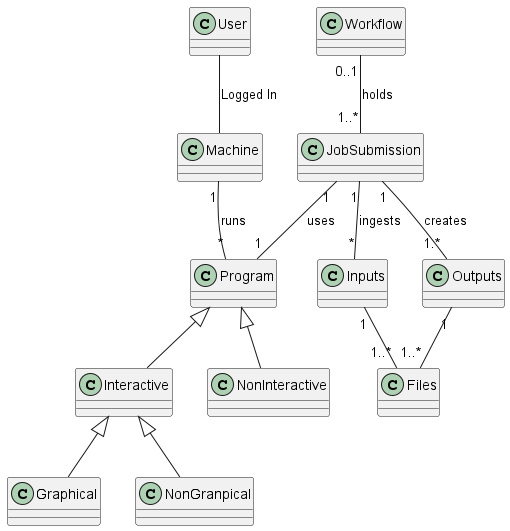 C User
C Workflow
0..1
Logged In
holds
1..*
C Machine
C JobSubmission
1
1
1
1
runs
uses
ingests
creates
*
1
*
1..*
C Program
C Inputs
C Outputs
1
1
1..*
1..*
C Interactive
C NonInteractive
C Files
C Graphical
C NonGranpical